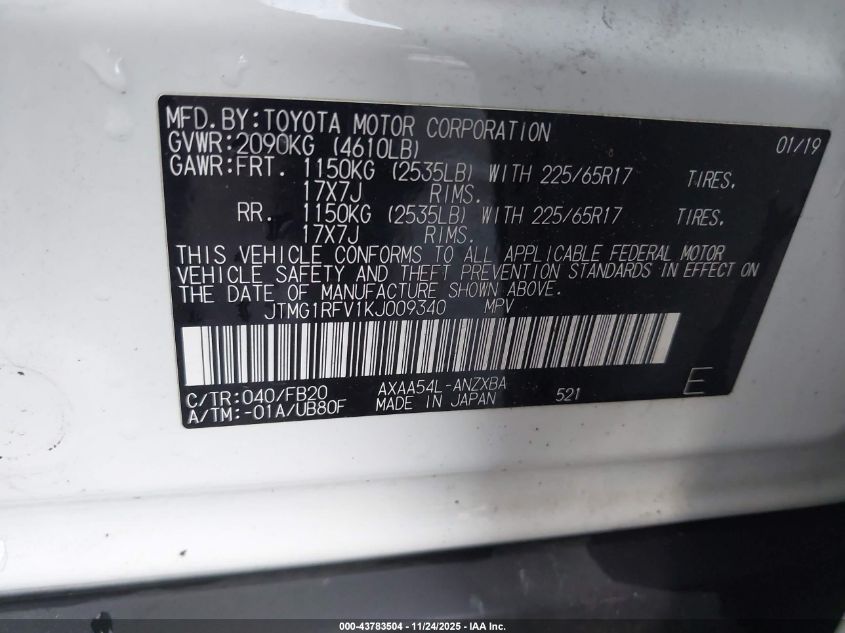 MFD.BY:TOYOTA MOTOR CORPORATION 01/19
GVWR:2090KG (4610LB)
GAWR:FRT. 1150KG (2535LB) WITH 225/65R17 TIRES.
17X7J RIMS.
RR. 1150KG (2535LB) WITH 225/65R17 TIRES.
17X7J RIMS.
THIS VEHICLE CONFORMS TO ALL APPLICABLE FEDERAL MOTOR
VEHICLE SAFETY AND THEFT PREVENTION STANDARDS IN EFFECT ON
THE DATE OF MANUFACTURE SHOWN ABOVE.
JTMG1RFV1KJ009340 MPV
C/TR:040/FB20 AXAA54L-ANZXBA E
A/TM:-01A/UB80F MADE IN JAPAN 521
000-43783504 - 11/24/2025 - IAA Inc.